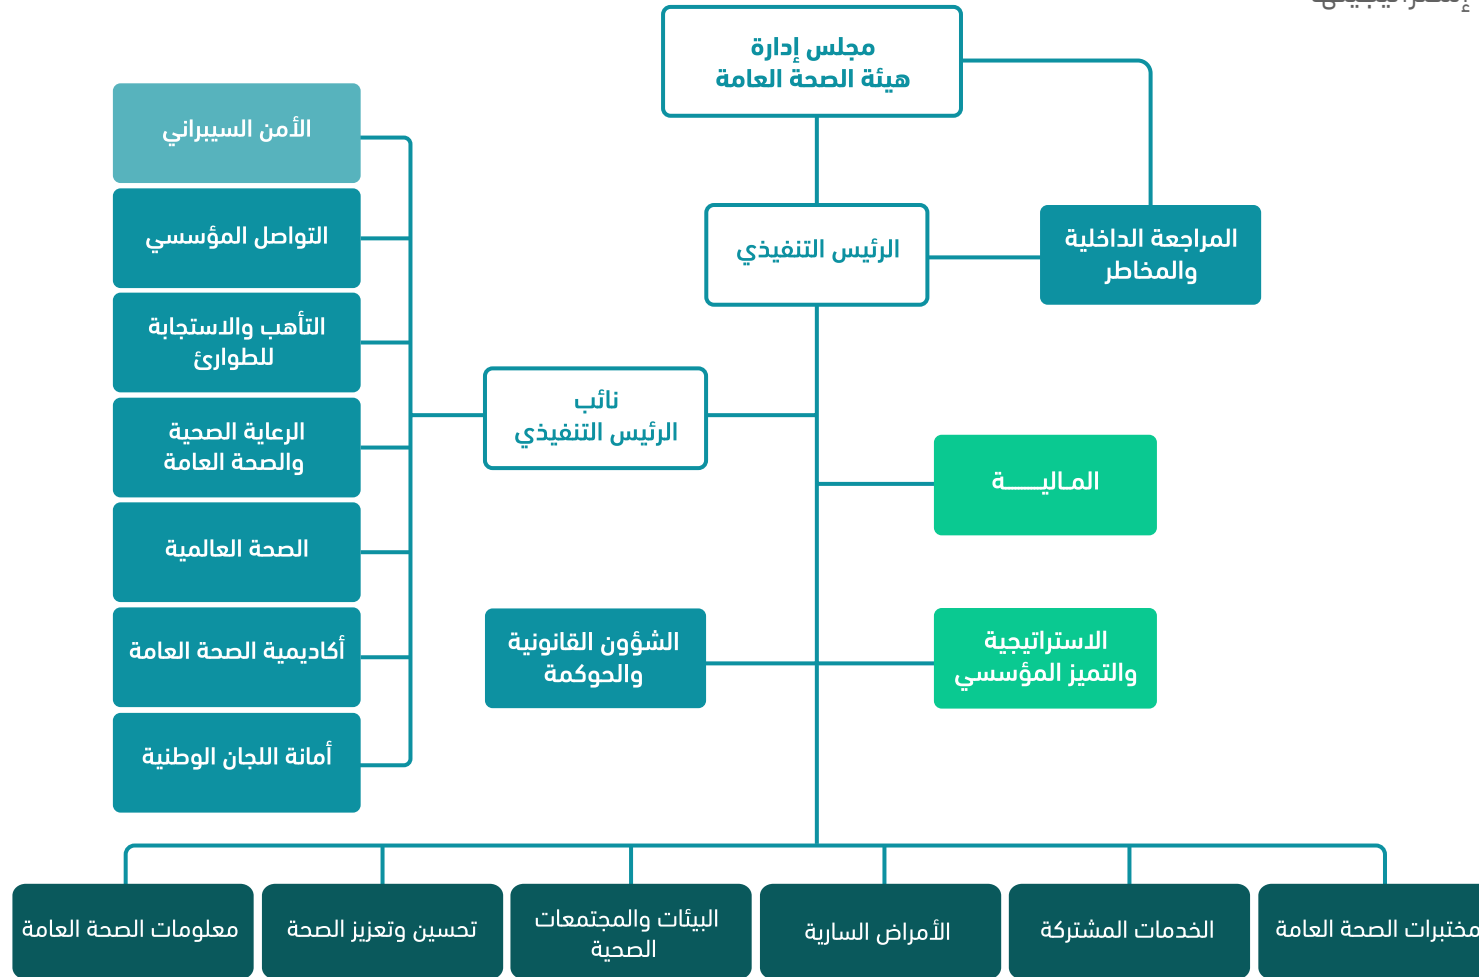 مجلس إدارة
هيئة الصحة العامة
الأمن السيبراني
التواصل المؤسسي
الرئيس التنفيذي
المراجعة الداخلية
والمخاطر
التأهب والاستجابة
للطوارئ
نائب
الرئيس التنفيذي
الرعاية الصحية
والصحة العامة
المـاليــــــة
الصحة العالمية
أكاديمية الصحة العامة
الشؤون القانونية
والحوكمة
الاستراتيجية
والتميز المؤسسي
أمانة اللجان الوطنية
مختبرات الصحة العامة
الخدمات المشتركة
الأمراض السارية
البيئات والمجتمعات
الصحية
تحسين وتعزيز الصحة
معلومات الصحة العامة